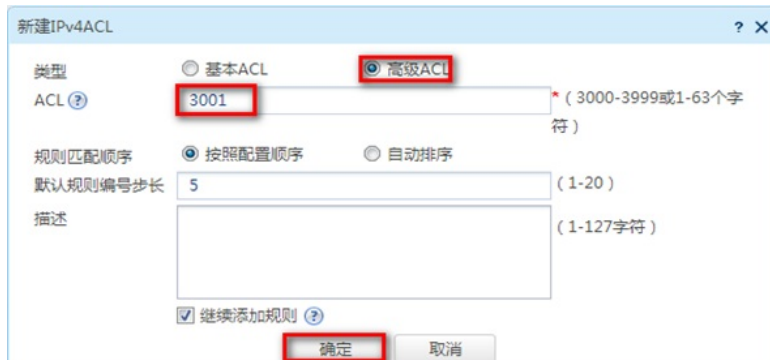 新建IPv4ACL ? X
类型 基本ACL 高级ACL
ACL ? 3001 * (3000-3999或1-63个字
符)
规则匹配顺序 按照配置顺序 自动排序
默认规则编号步长 5 (1-20)
描述 (1-127字符)
继续添加规则 ?
确定 取消